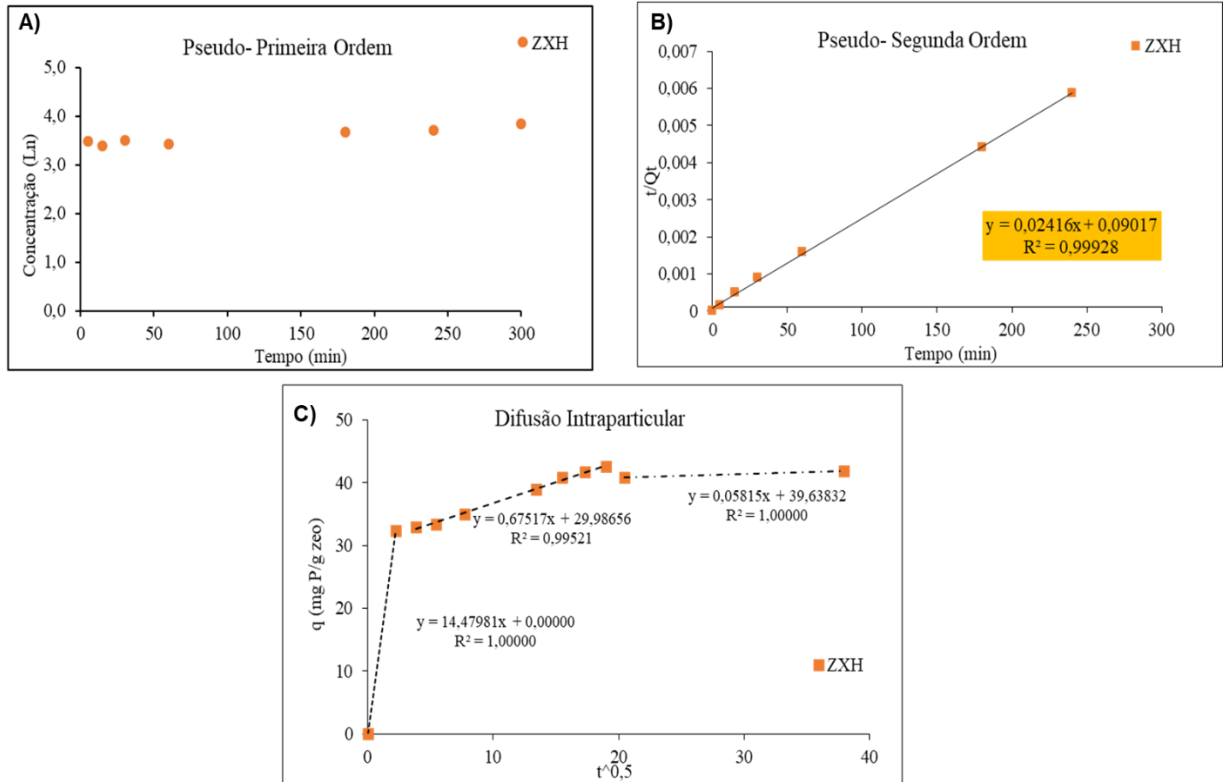 A)
Pseudo- Primeira Ordem
ZXH
5,0
4,0
3,0
2,0
1,0
0,0
Concentração (Ln)
0 50 100 150 200 250 300
Tempo (min)
B)
Pseudo- Segunda Ordem
ZXH
0,007
0,006
0,005
0,004
0,003
0,002
0,001
0
t/Qt
y = 0,02416x + 0,09017
R² = 0,99928
0 50 100 150 200 250 300
Tempo (min)
C)
Difusão Intraparticular
50
40
30
20
10
0
q (mg P/g zeo)
y = 0,05815x + 39,63832
R² = 1,00000
y = 0,67517x + 29,98656
R² = 0,99521
y = 14,47981x + 0,00000
R² = 1,00000
ZXH
0 10 20 30 40
t^0,5